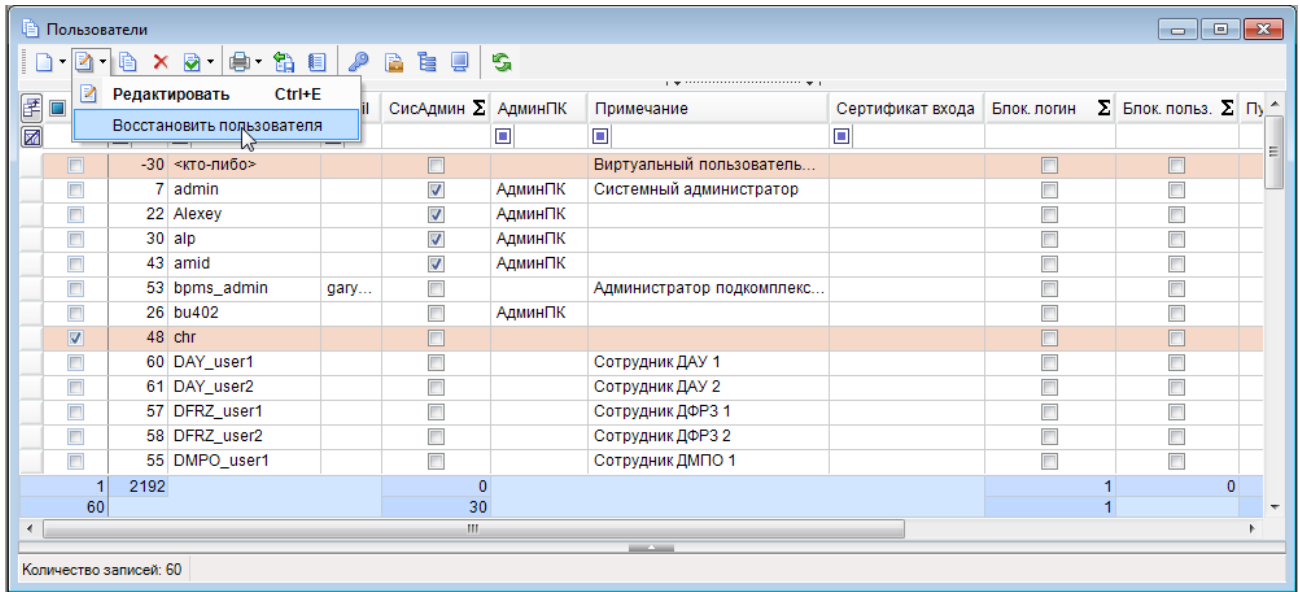 Пользователи
Редактировать Ctrl+E
Восстановить пользователя
il СисАдмин Σ АдминПК Примечание Сертификат входа Блок. логин Σ Блок. польз. Σ Пу
-30 <кто-либо> Виртуальный пользователь...
7 admin АдминПК Системный администратор
22 Alexey АдминПК
30 alp АдминПК
43 amid АдминПК
53 bpms_admin gary... Администратор подкомплекс...
26 bu402 АдминПК
48 chr
60 DAY_user1 Сотрудник ДАУ 1
61 DAY_user2 Сотрудник ДАУ 2
57 DFRZ_user1 Сотрудник ДФРЗ 1
58 DFRZ_user2 Сотрудник ДФРЗ 2
55 DMPO_user1 Сотрудник ДМПО 1
1 2192 0 1 0
60 30 1
Количество записей: 60